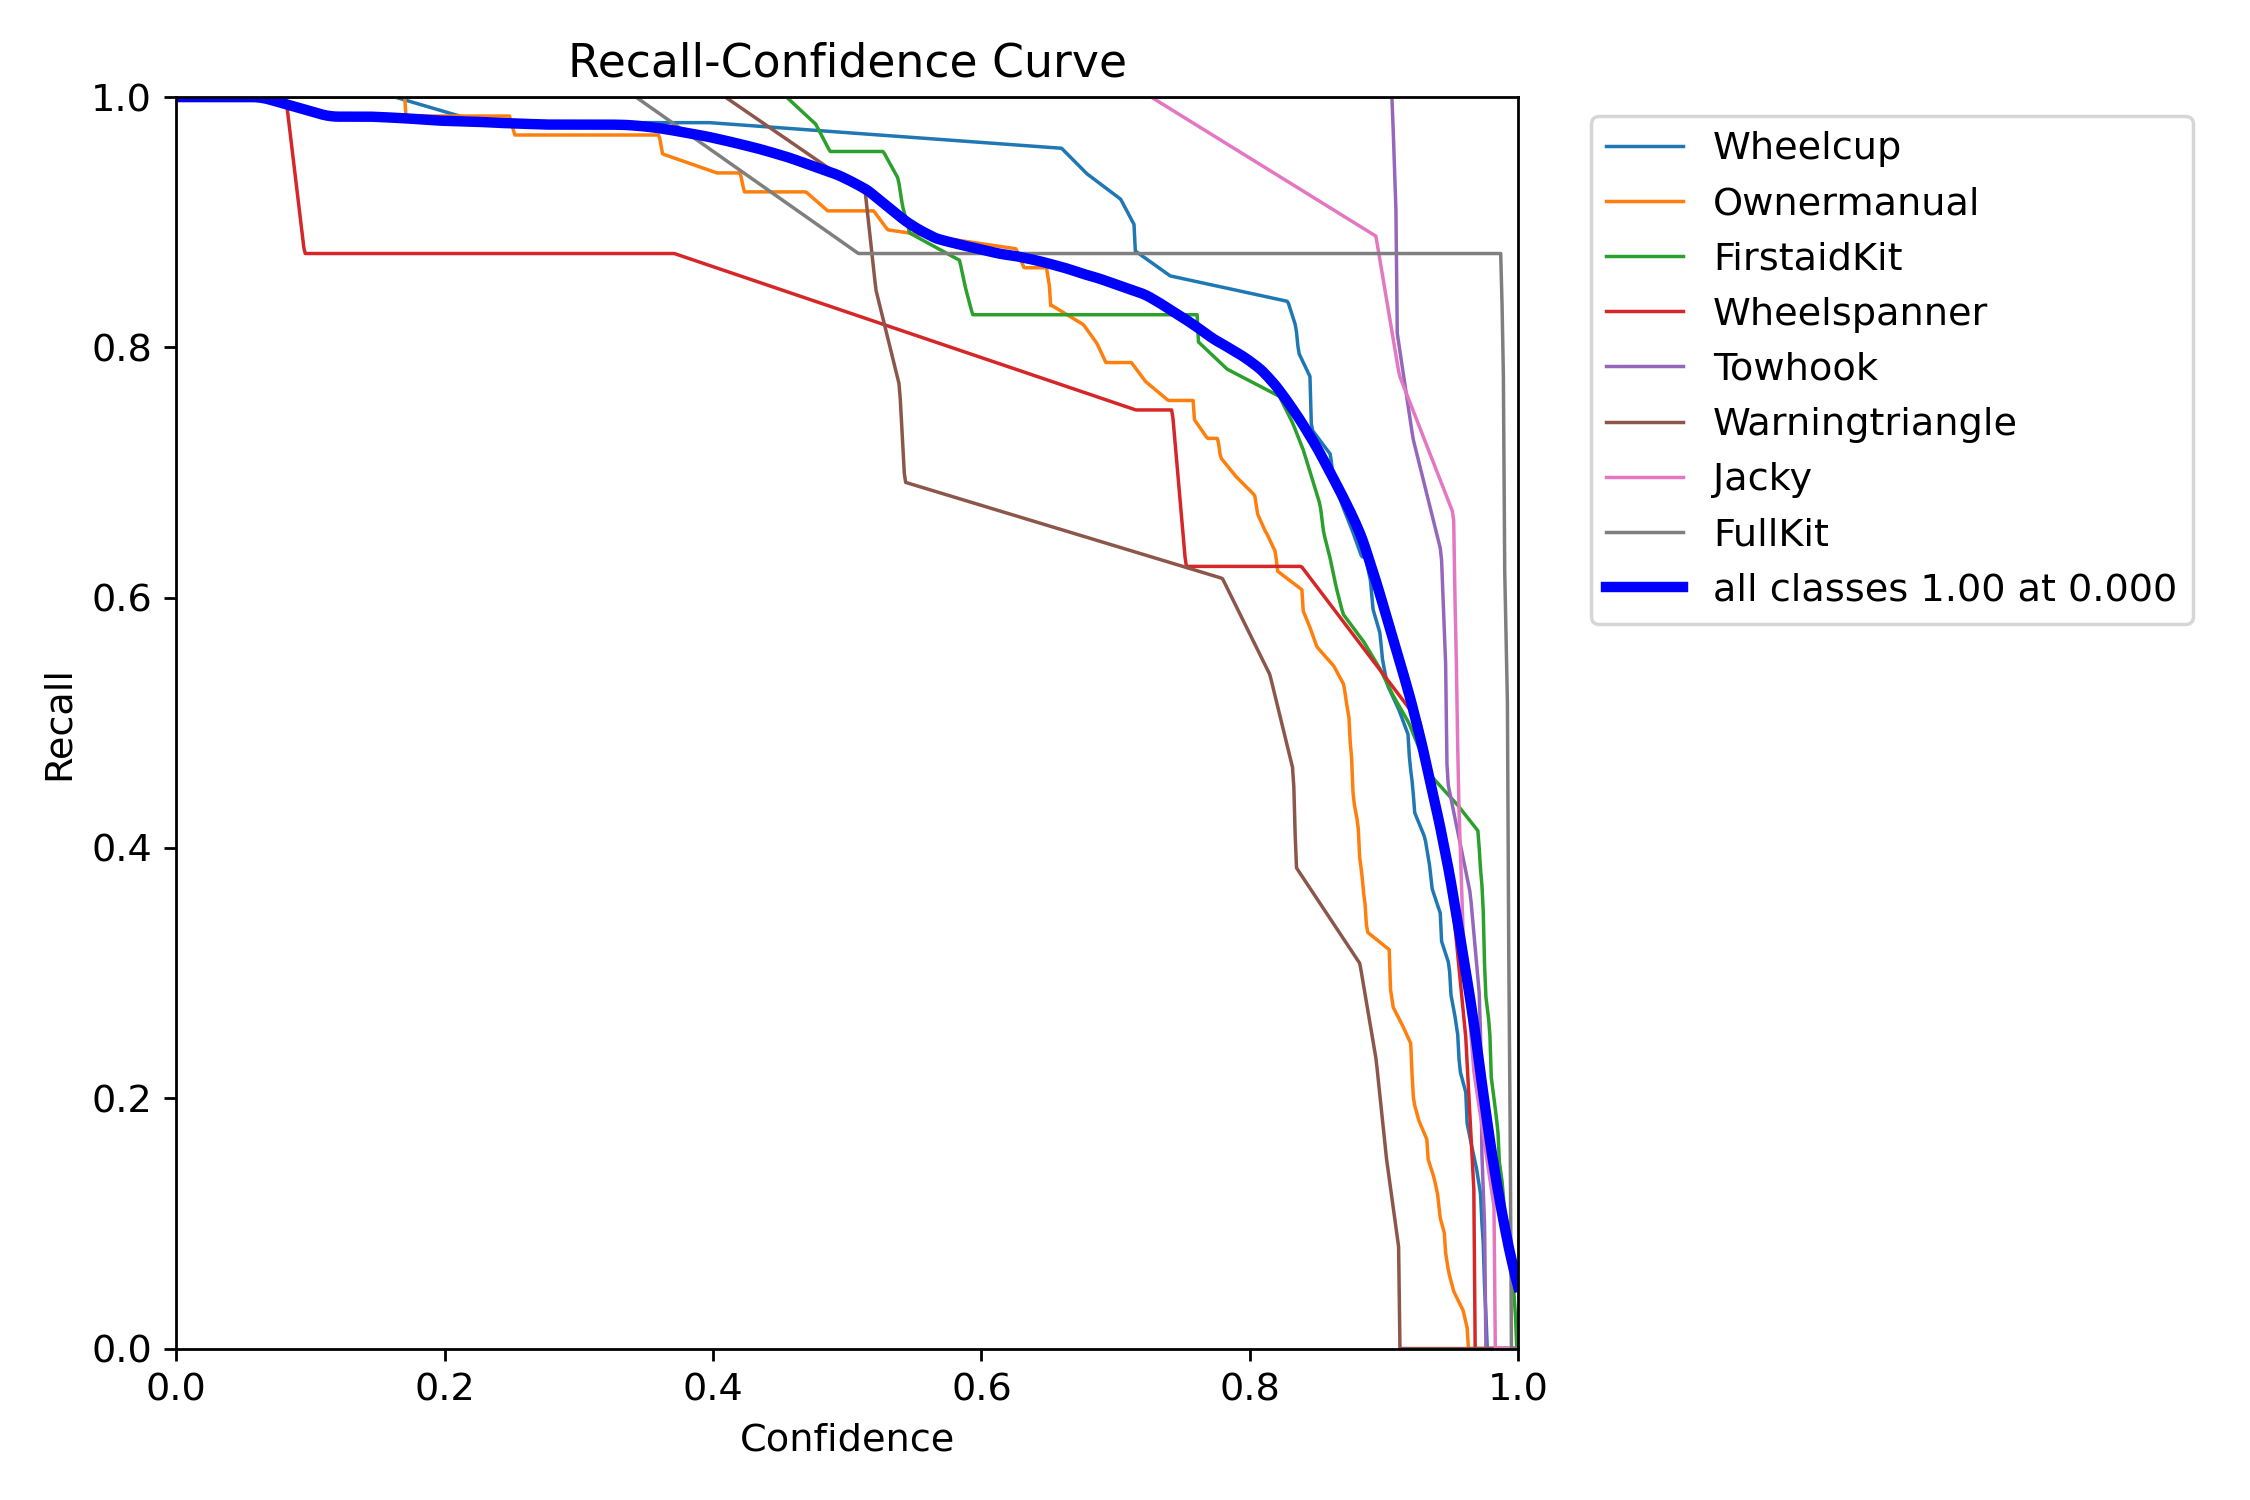 Recall-Confidence Curve
1.0
0.8
0.6
0.4
0.2
0.0
Recall
0.0 0.2 0.4 0.6 0.8 1.0
Confidence
Wheelcup
Ownermanual
FirstaidKit
Wheelspanner
Towhook
Warningtriangle
Jacky
FullKit
all classes 1.00 at 0.000